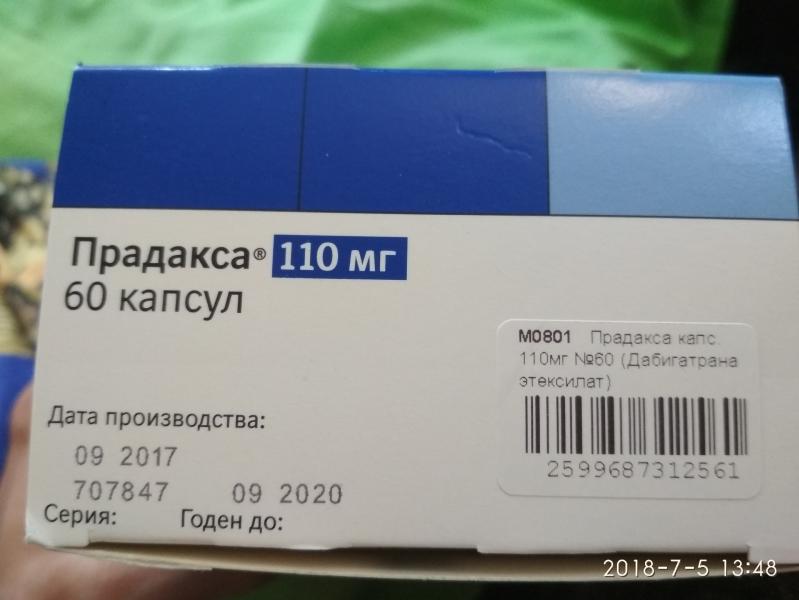 Прадакса® 110 мг
60 капсул
M0801 Прадакса капс.
110мг №60 (Дабигатрана
этексилат)
2599687312561
Дата производства:
09 2017
707847 09 2020
Серия: Годен до:
2018-7-5 13:48